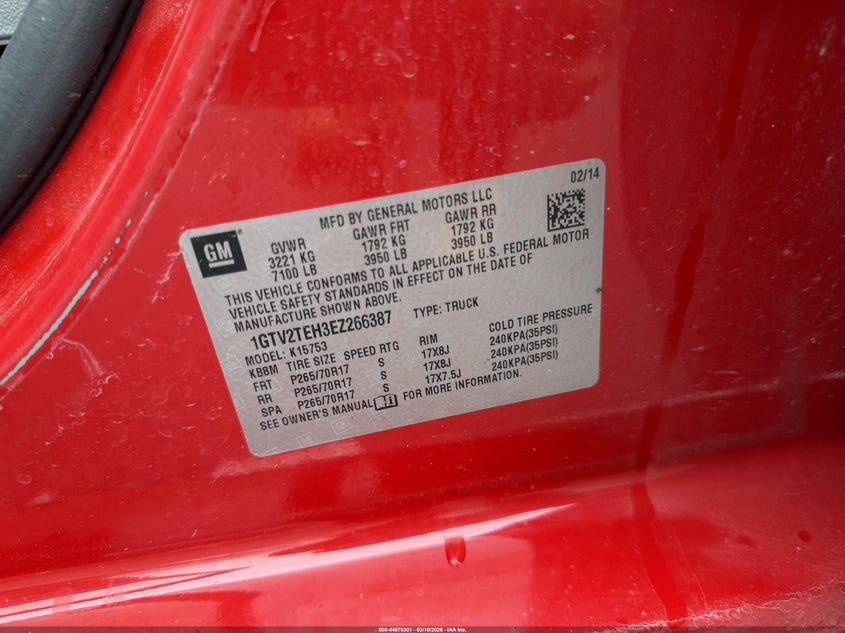 02/14
MFD BY GENERAL MOTORS LLC
GM®
GVWR GAWR FRT GAWR RR
3221 KG 1792 KG 1792 KG
7100 LB 3950 LB 3950 LB
THIS VEHICLE CONFORMS TO ALL APPLICABLE U.S. FEDERAL MOTOR
VEHICLE SAFETY STANDARDS IN EFFECT ON THE DATE OF
MANUFACTURE SHOWN ABOVE.
1GTV2TEH3EZ266387 TYPE: TRUCK
MODEL: K15753
KB8M TIRE SIZE SPEED RTG RIM COLD TIRE PRESSURE
FRT P265/70R17 S 17X8J 240KPA(35PSI)
RR P265/70R17 S 17X8J 240KPA(35PSI)
SPA P265/70R17 S 17X7.5J 240KPA(35PSI)
SEE OWNER'S MANUAL FOR MORE INFORMATION.
000-44570301 - 03/10/2026 - IAA Inc.